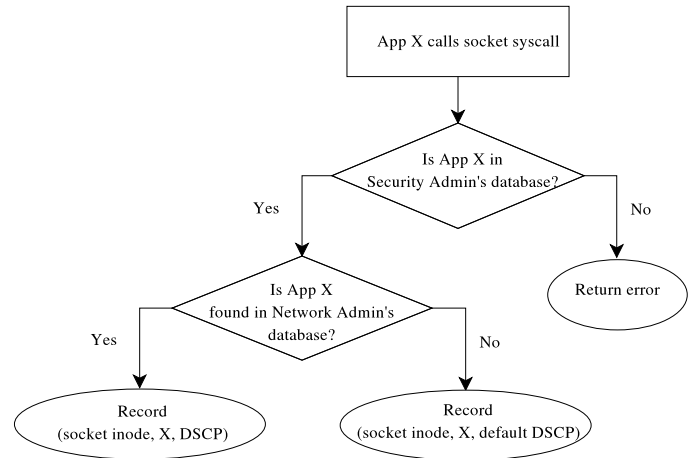 App X calls socket syscall
Is App X in
Security Admin's database?
Yes
No
Is App X
found in Network Admin's
database?
Return error
Yes
No
Record
(socket inode, X, DSCP)
Record
(socket inode, X, default DSCP)